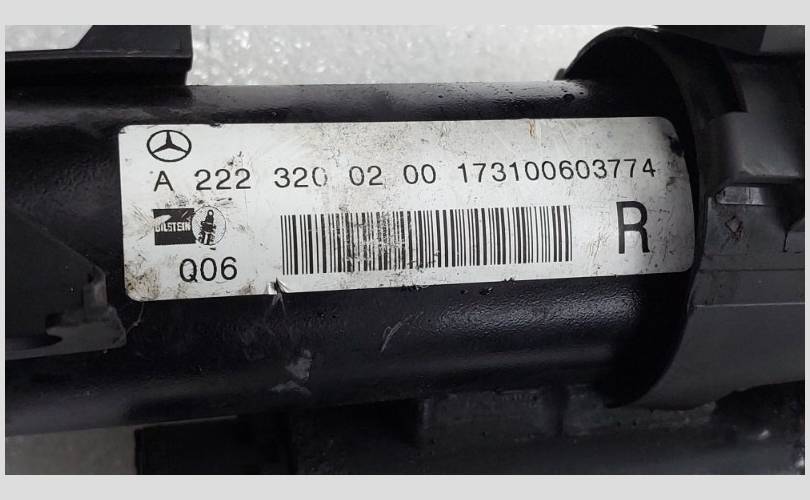 A 222 320 02 00 173100603774
BILSTEIN
R
Q06